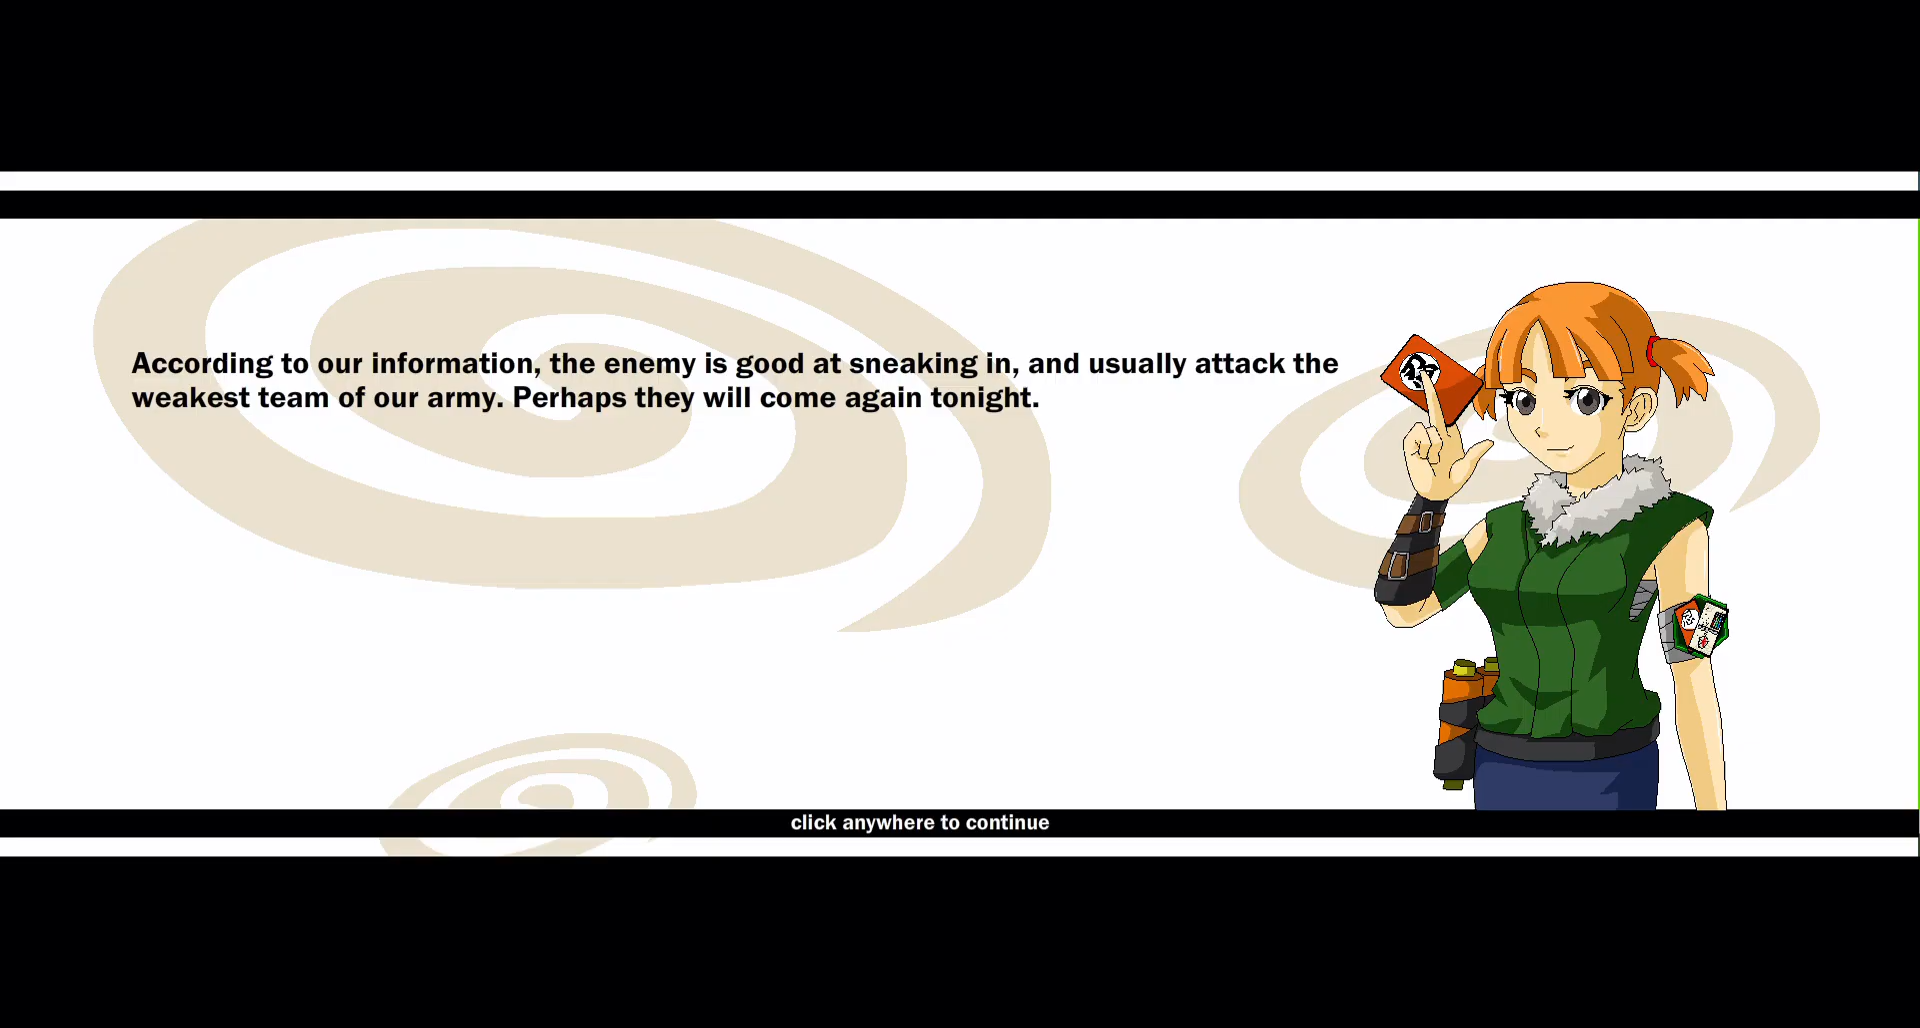 According to our information, the enemy is good at sneaking in, and usually attack the
weakest team of our army. Perhaps they will come again tonight.
click anywhere to continue